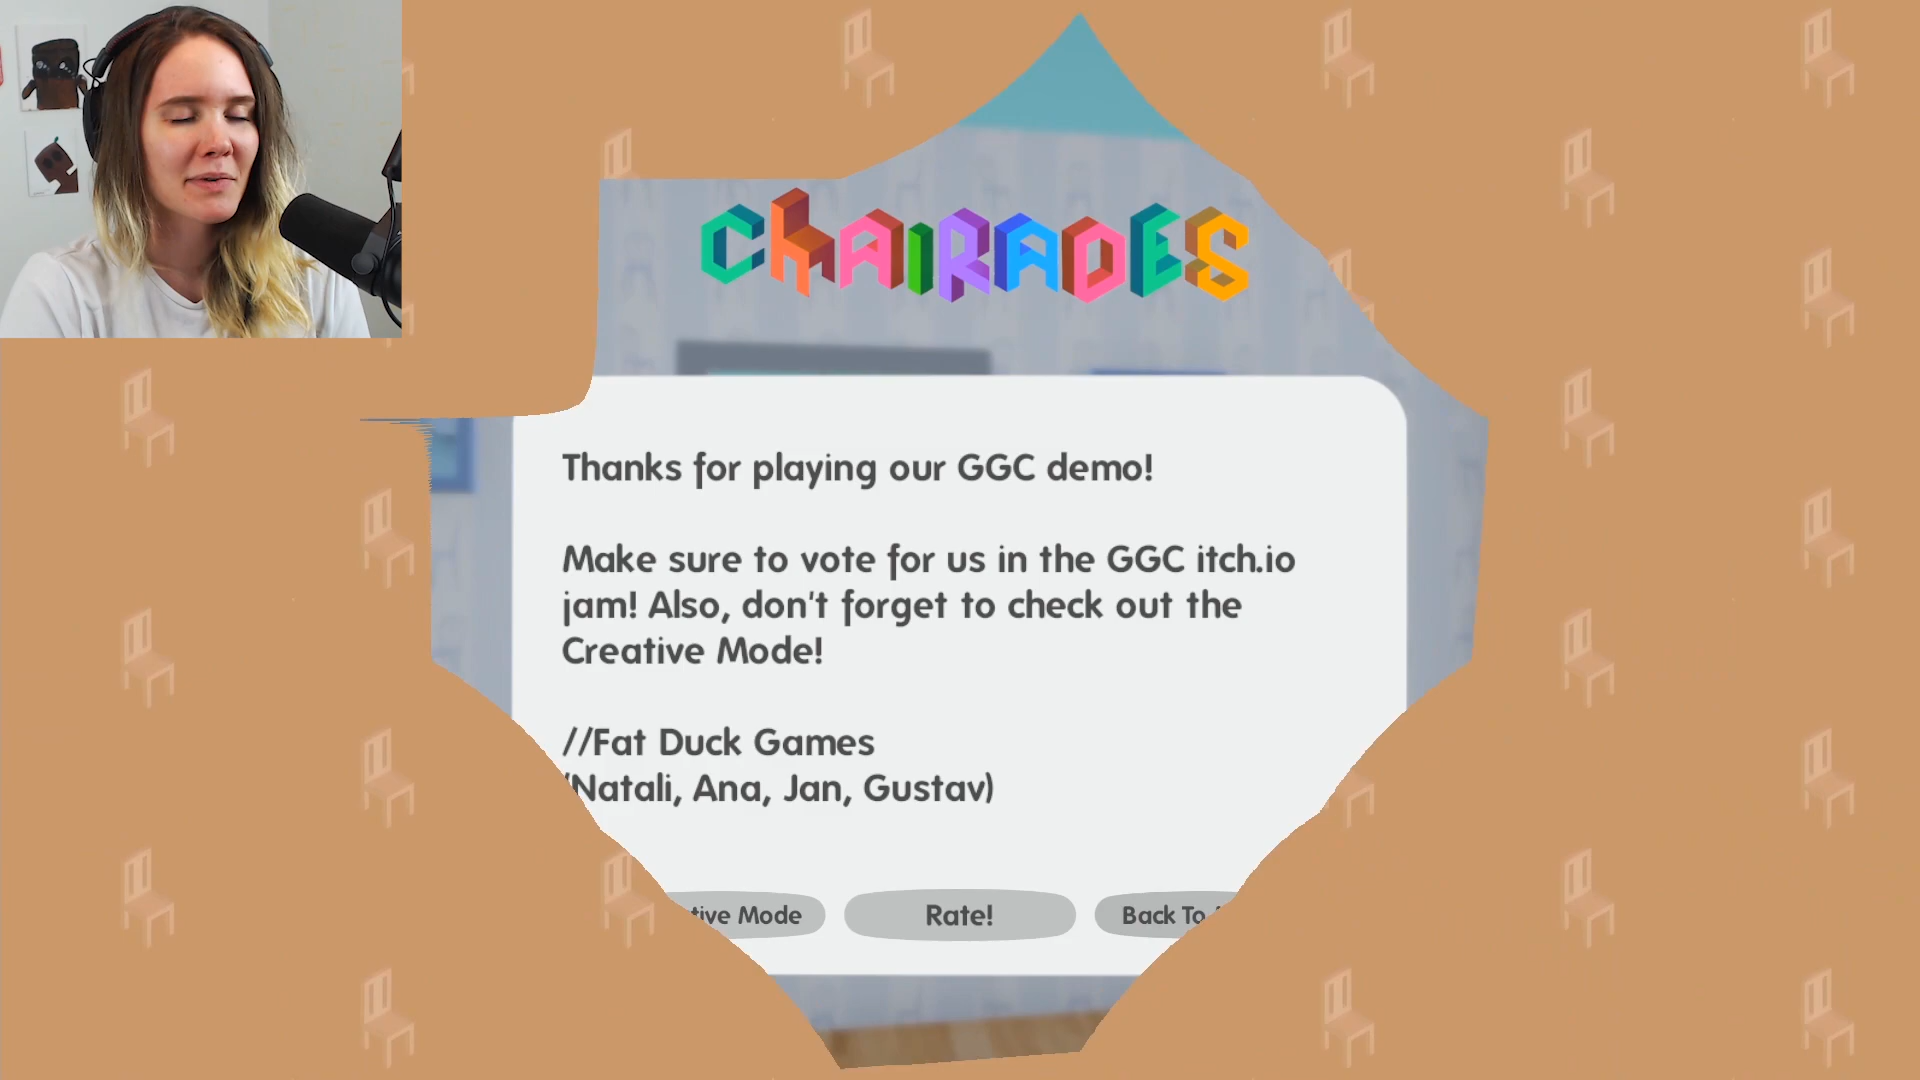 CHAIRADES
Thanks for playing our GGC demo!
Make sure to vote for us in the GGC itch.io
jam! Also, don't forget to check out the
Creative Mode!
//Fat Duck Games
(Natali, Ana, Jan, Gustav)
Mode
Rate!
Back To